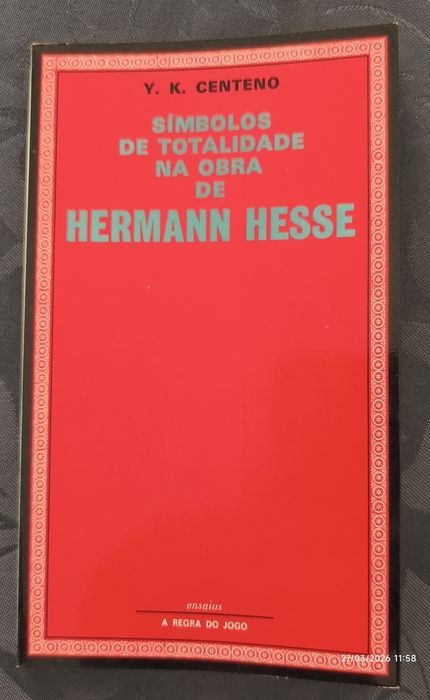 Y. K. CENTENO
SÍMBOLOS
DE TOTALIDADE
NA OBRA
DE
HERMANN HESSE
ensaios
A REGRA DO JOGO
27/03/2026 11:58